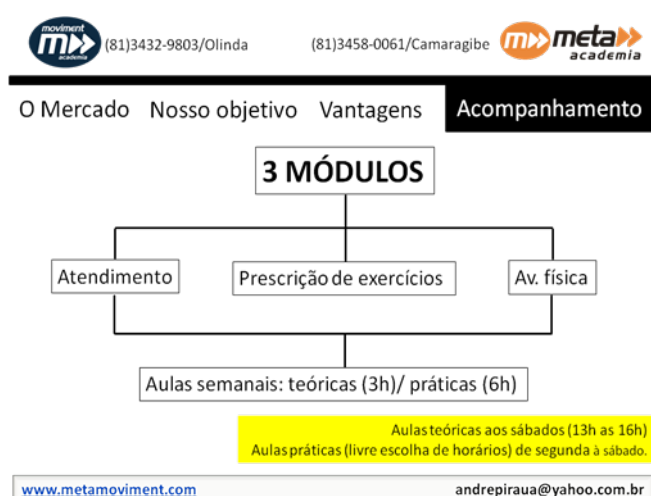 moviment
m
academia
(81)3432-9803/Olinda
(81)3458-0061/Camaragibe
m
meta
academia
O Mercado
Nosso objetivo
Vantagens
Acompanhamento
3 MÓDULOS
Atendimento
Prescrição de exercícios
Av. física
Aulas semanais: teóricas (3h)/ práticas (6h)
Aulas teóricas aos sábados (13h as 16h)
Aulas práticas (livre escolha de horários) de segunda à sábado.
www.metamoviment.com
andrepiraua@yahoo.com.br